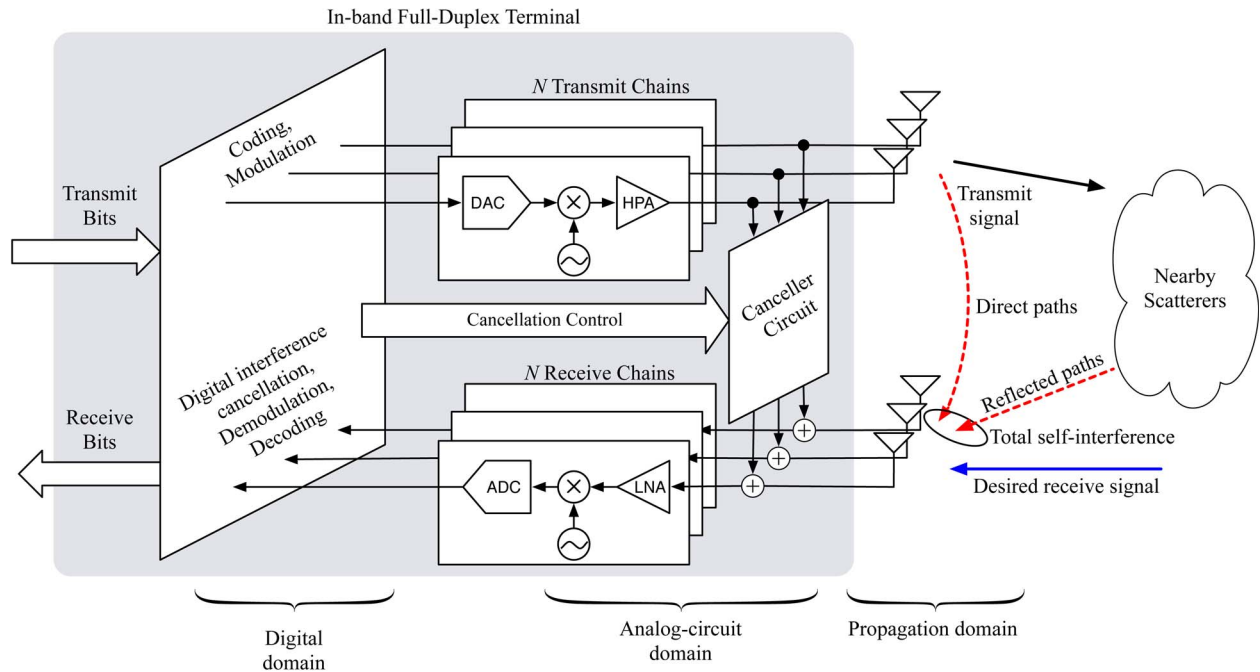 In-band Full-Duplex Terminal
N Transmit Chains
Coding,
Modulation
Transmit
Bits
DAC
HPA
Transmit
signal
Nearby
Scatterers
Canceller
Circuit
Direct paths
Cancellation Control
Digital interference
cancellation,
Demodulation,
Decoding
N Receive Chains
Reflected paths
Receive
Bits
Total self-interference
ADC
LNA
Desired receive signal
Digital
domain
Analog-circuit
domain
Propagation domain